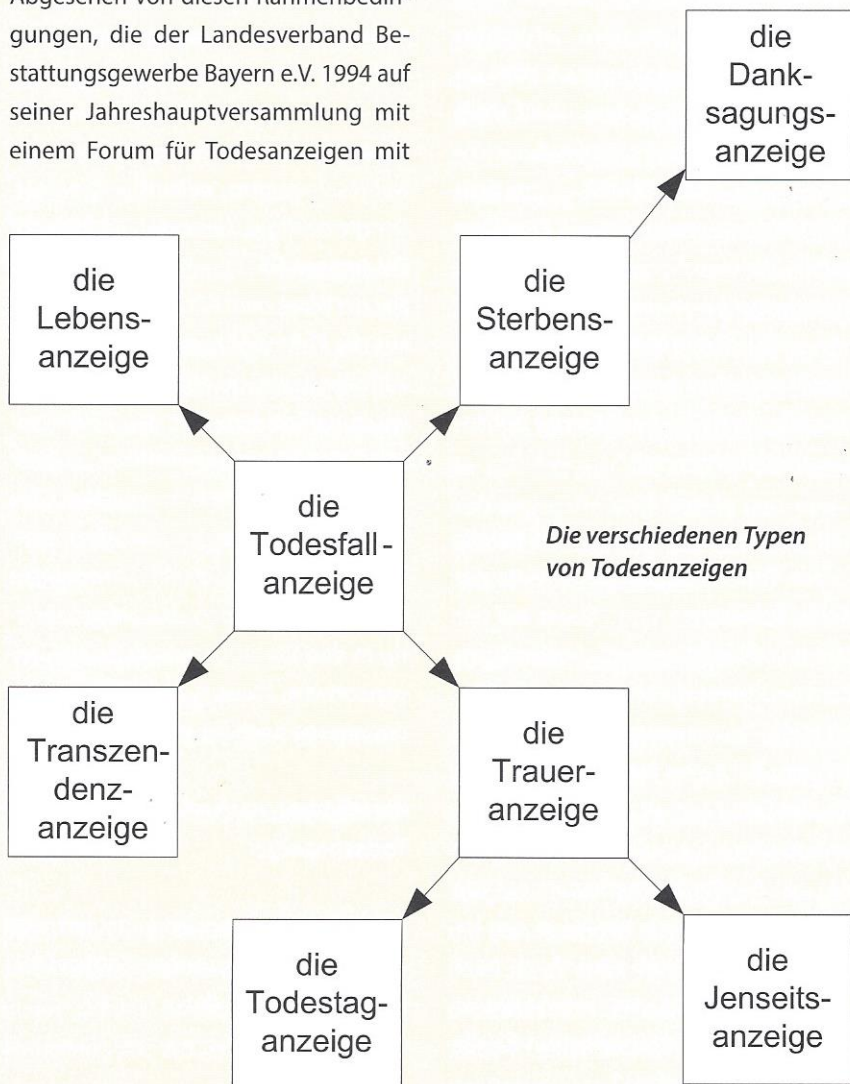 Abgesehen von diesen Rahmenbedin-
gungen, die der Landesverband Be-
stattungsgewerbe Bayern e.V. 1994 auf
seiner Jahreshauptversammlung mit
einem Forum für Todesanzeigen mit
die
Dank-
sagungs-
anzeige
die
Lebens-
anzeige
die
Sterbens-
anzeige
die
Todesfall-
anzeige
Die verschiedenen Typen
von Todesanzeigen
die
Transzen-
denz-
anzeige
die
Trauer-
anzeige
die
Todestag-
anzeige
die
Jenseits-
anzeige